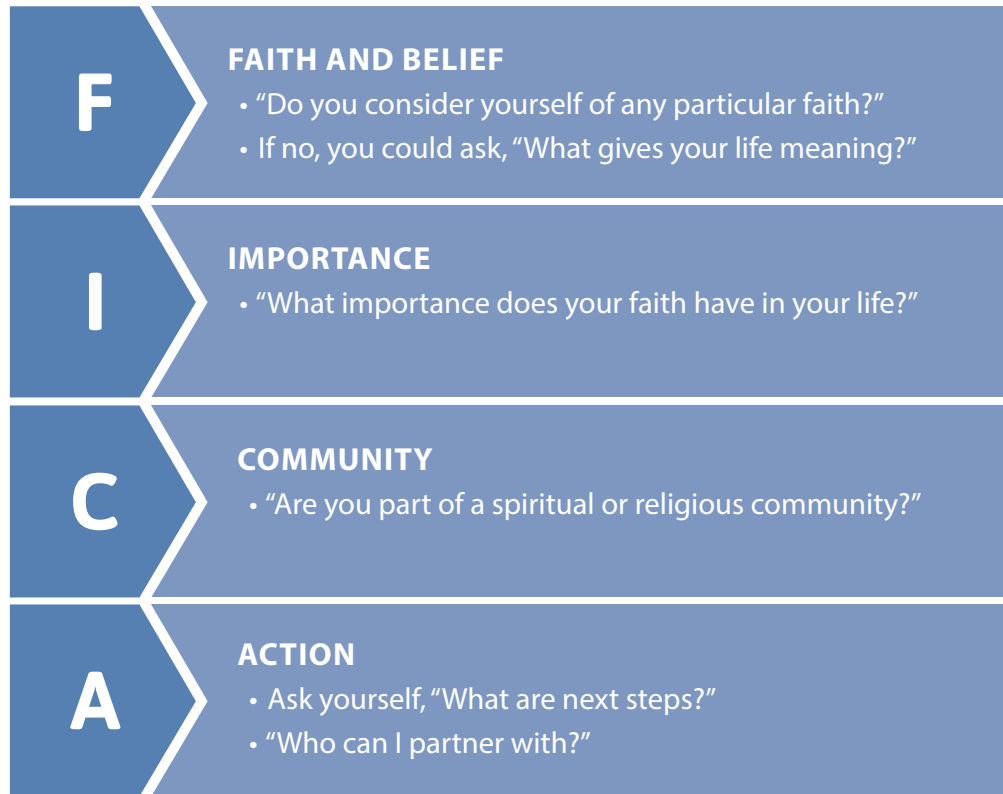 F
FAITH AND BELIEF
• “Do you consider yourself of any particular faith?”
• If no, you could ask, “What gives your life meaning?”
I
IMPORTANCE
• “What importance does your faith have in your life?”
C
COMMUNITY
• “Are you part of a spiritual or religious community?”
A
ACTION
• Ask yourself, “What are next steps?”
• “Who can I partner with?”